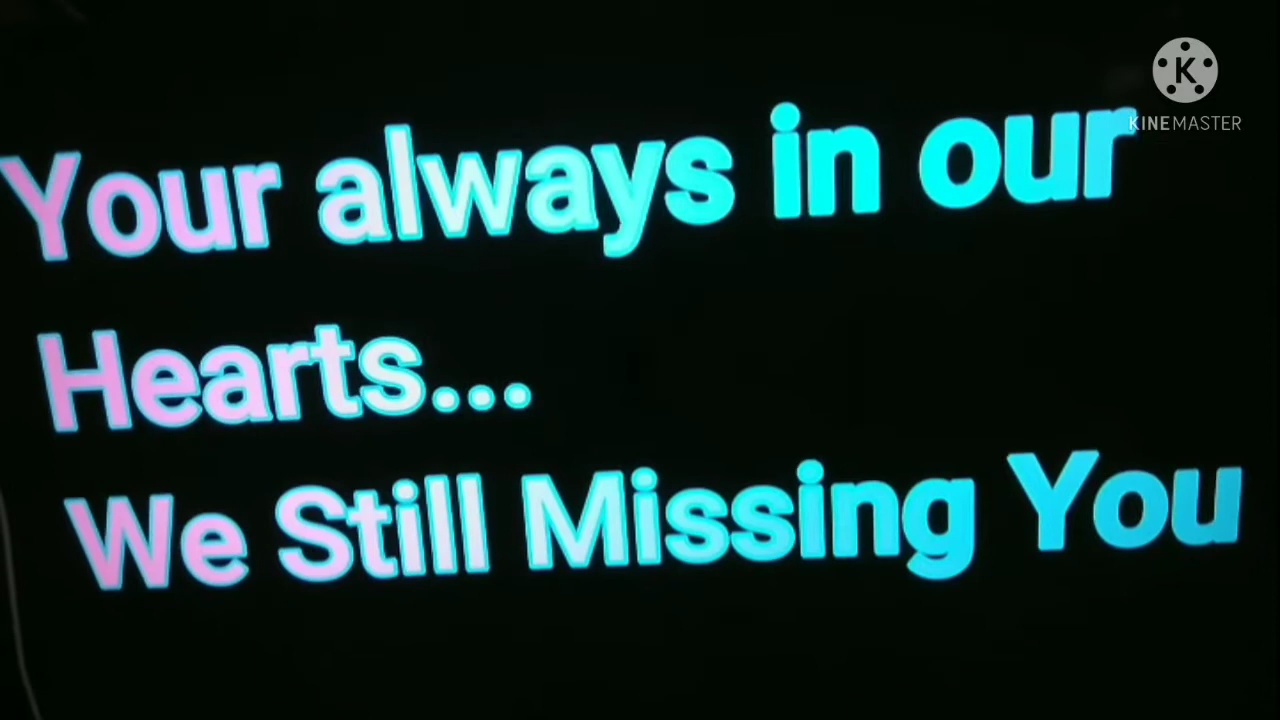 K
KINEMASTER
Your always in our
Hearts...
We Still Missing You